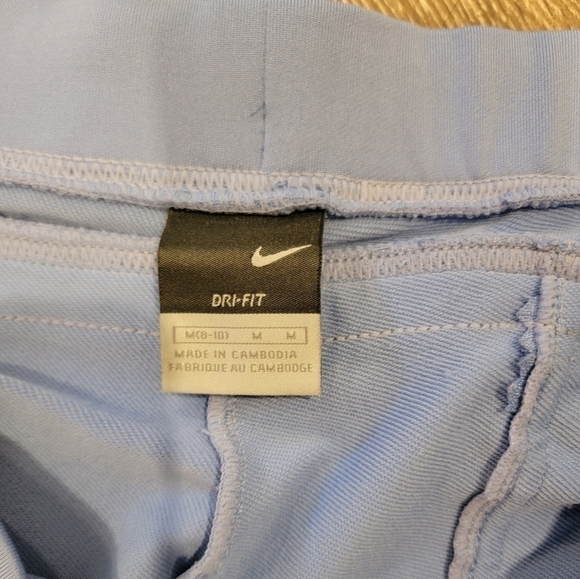 DRI-FIT
M(8-10) M M
MADE IN CAMBODIA
FABRIQUE AU CAMBODGE